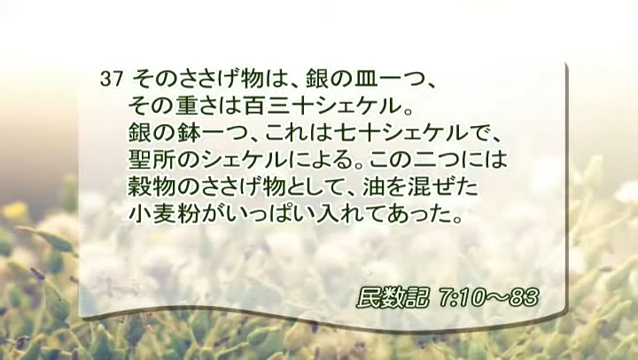 37 そのささげ物は、銀の皿一つ、
その重さは百三十シェケル。
銀の鉢一つ、これは七十シェケルで、
聖所のシェケルによる。この二つには
穀物のささげ物として、油を混ぜた
小麦粉がいっぱい入れてあった。
民数記 7:10～83